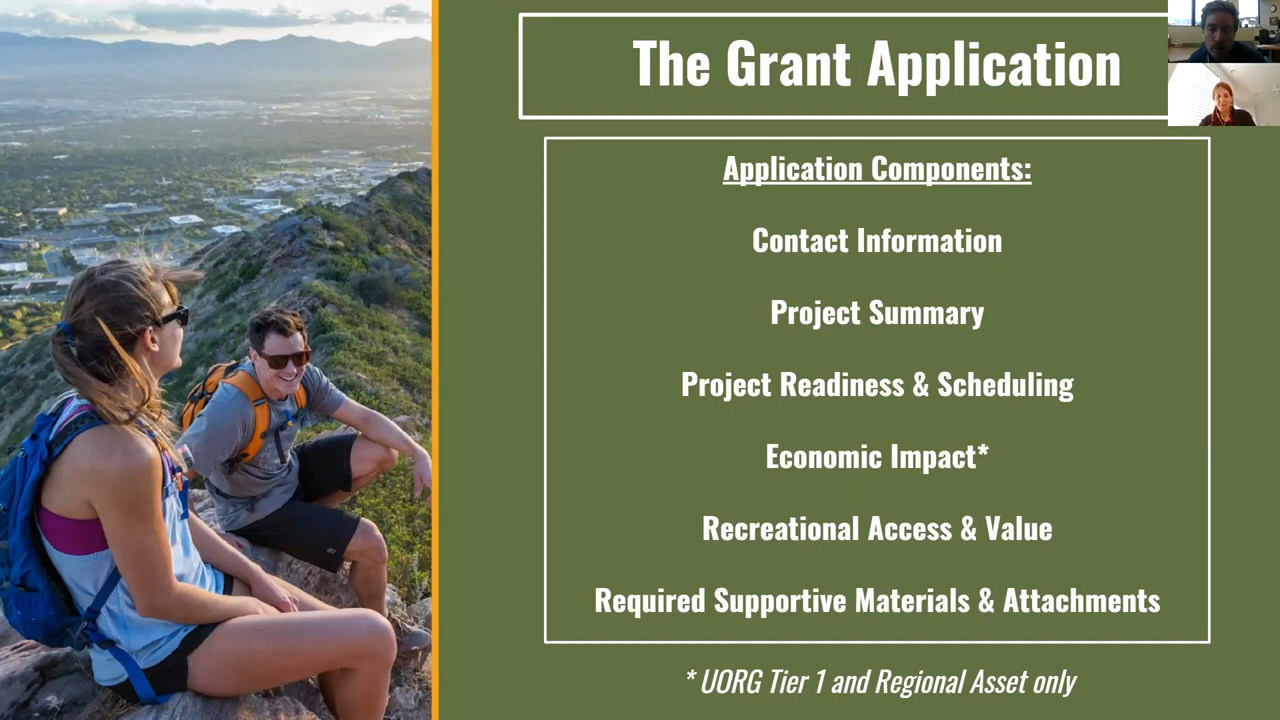 The Grant Application
Application Components:
Contact Information
Project Summary
Project Readiness & Scheduling
Economic Impact*
Recreational Access & Value
Required Supportive Materials & Attachments
* UORG Tier 1 and Regional Asset only